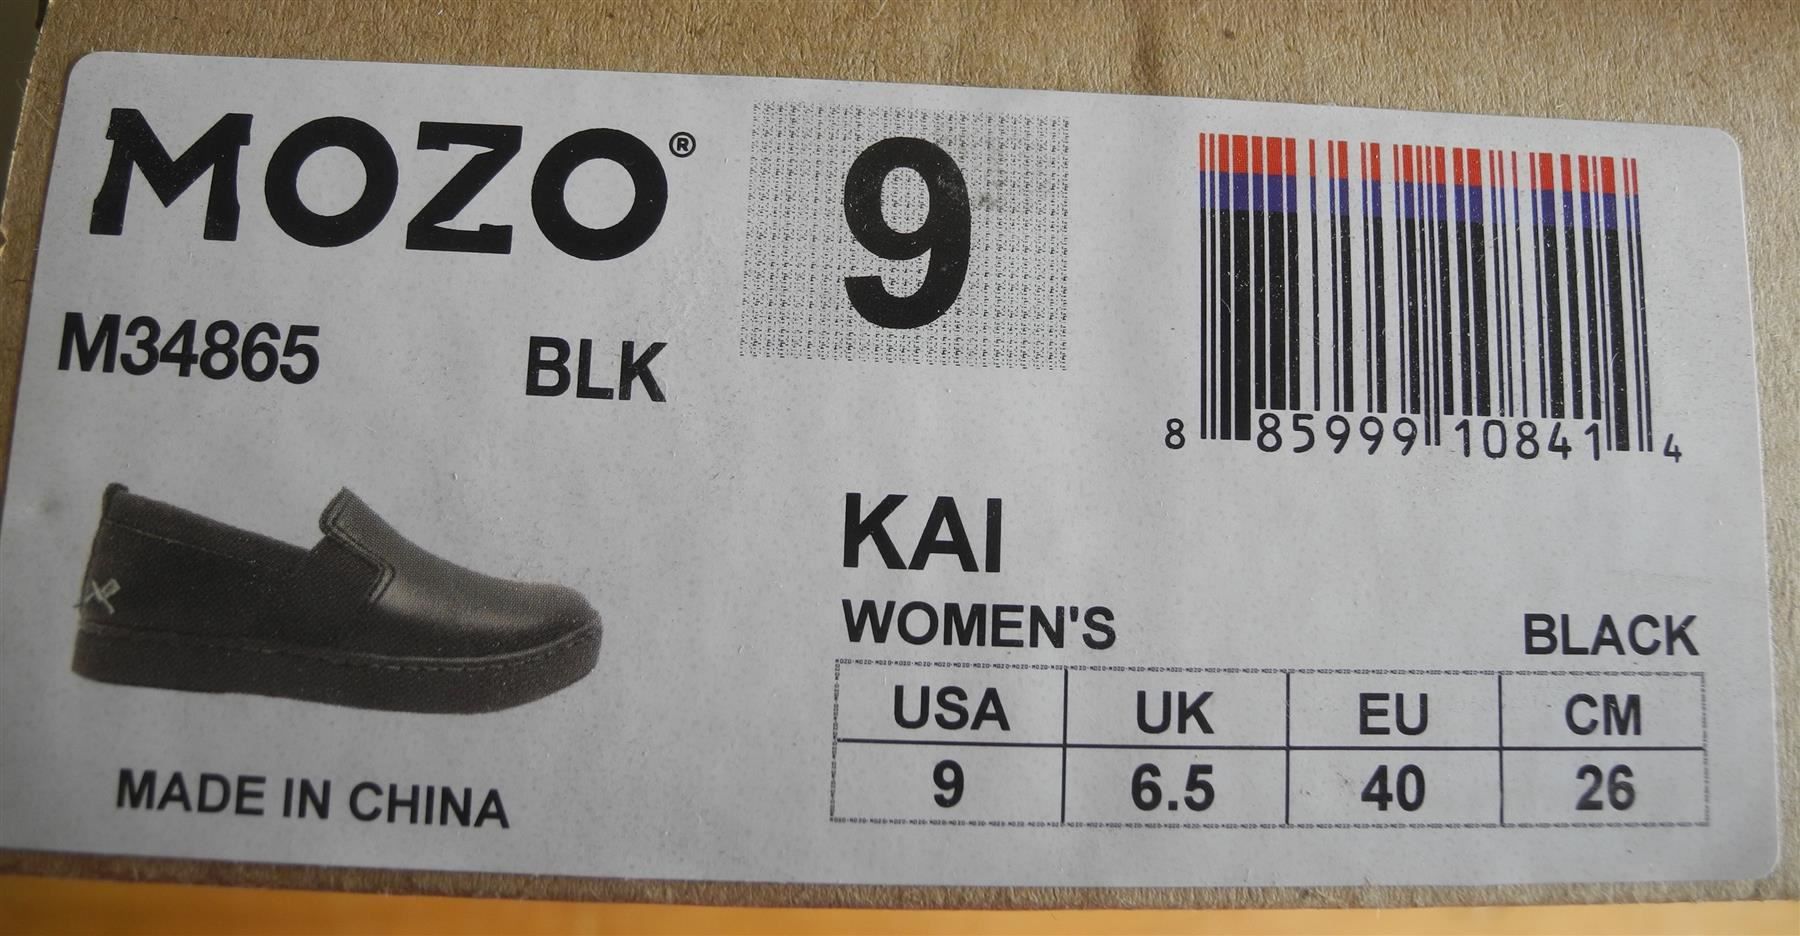 MOZO®
9
M34865 BLK
8 85999 10841 4
KAI
WOMEN'S BLACK
USA UK EU CM
9 6.5 40 26
MADE IN CHINA